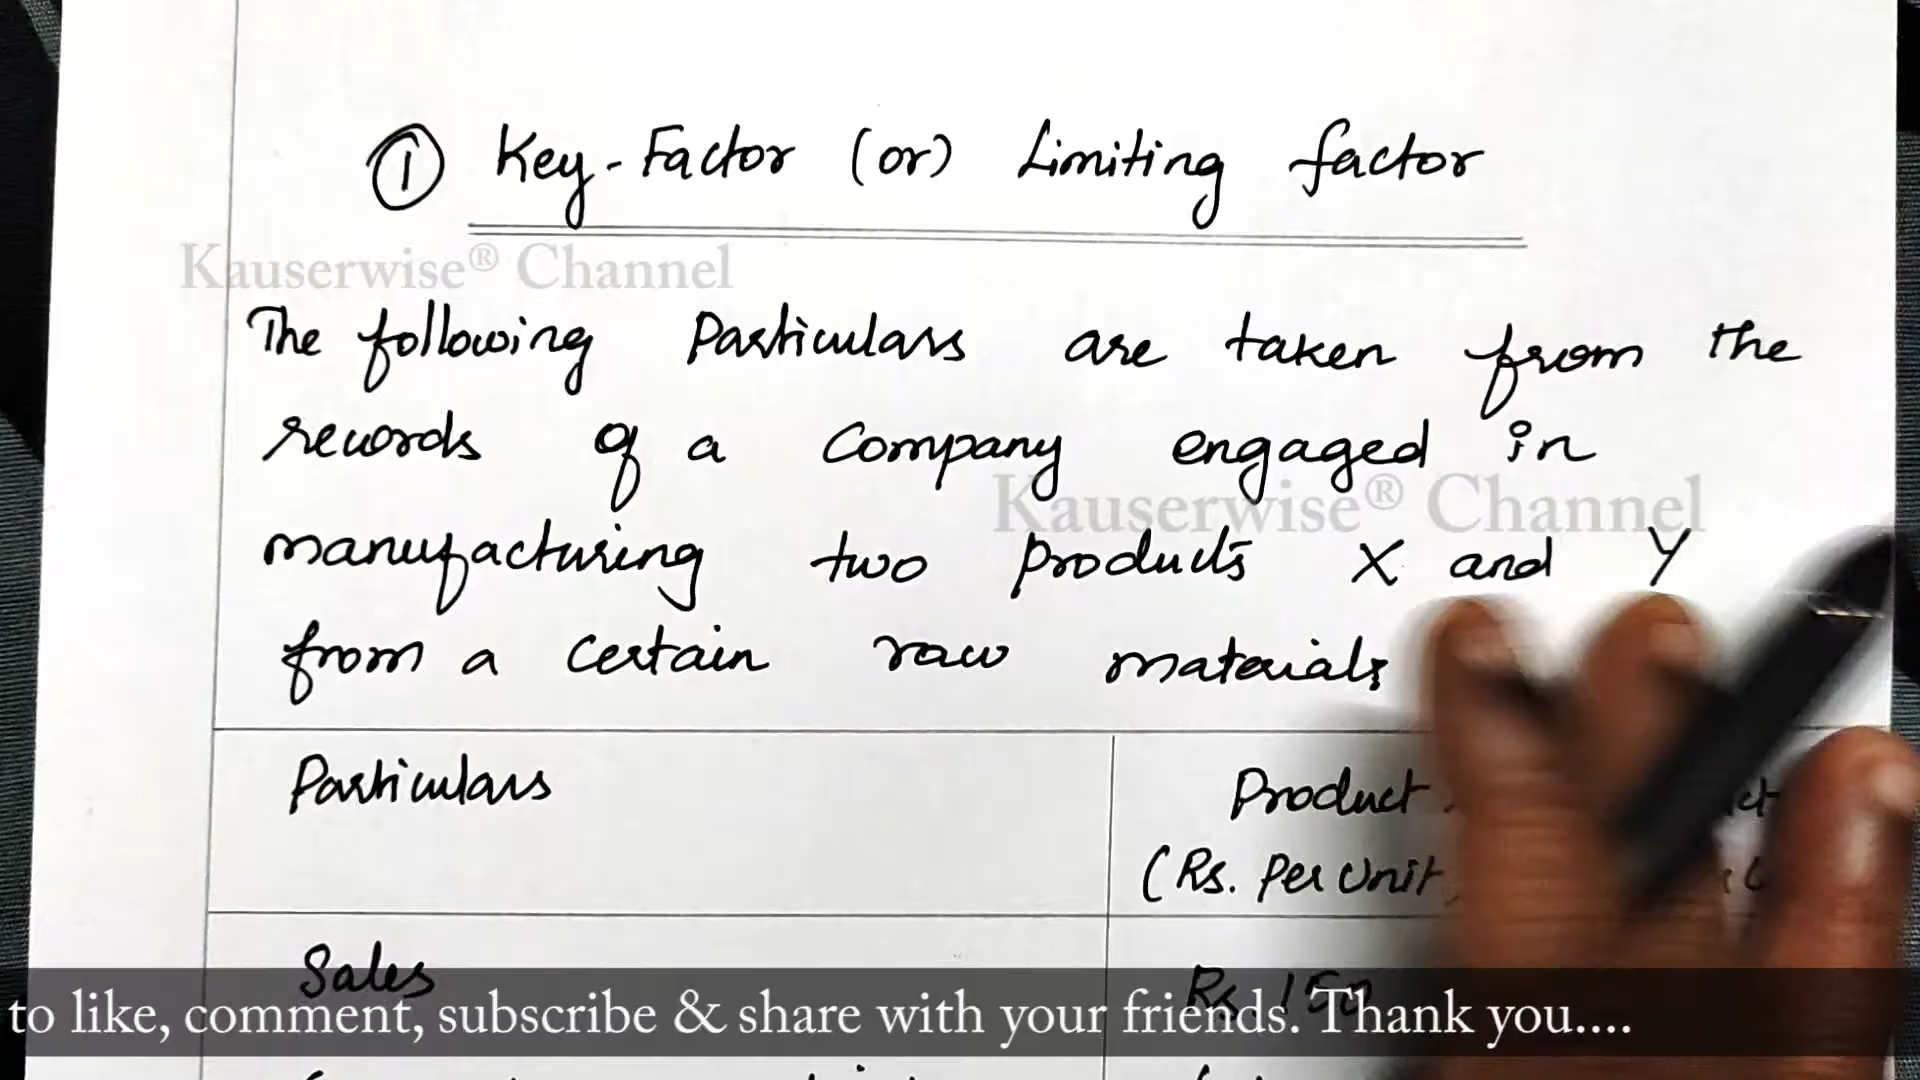 ① Key-Factor (or) Limiting factor
Kauserwise® Channel
The following Particulars are taken from the
records of a Company engaged in
Kauserwise® Channel
manufacturing two products X and Y
from a certain raw materials
Particulars Product
(Rs. Per Unit
Sales Rs. 150
to like, comment, subscribe & share with your friends. Thank you....